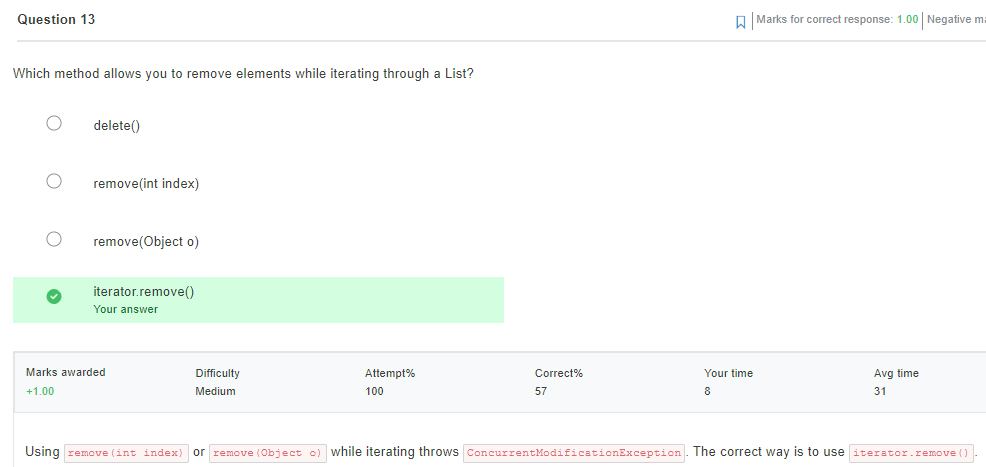 Question 13
Marks for correct response: 1.00 Negative
Which method allows you to remove elements while iterating through a List?
delete()
remove(int index)
remove(Object o)
iterator.remove()
Your answer
Marks awarded Difficulty Attempt% Correct% Your time Avg time
+1.00 Medium 100 57 8 31
Using remove(int index) or remove(Object o) while iterating throws ConcurrentModificationException. The correct way is to use iterator.remove().